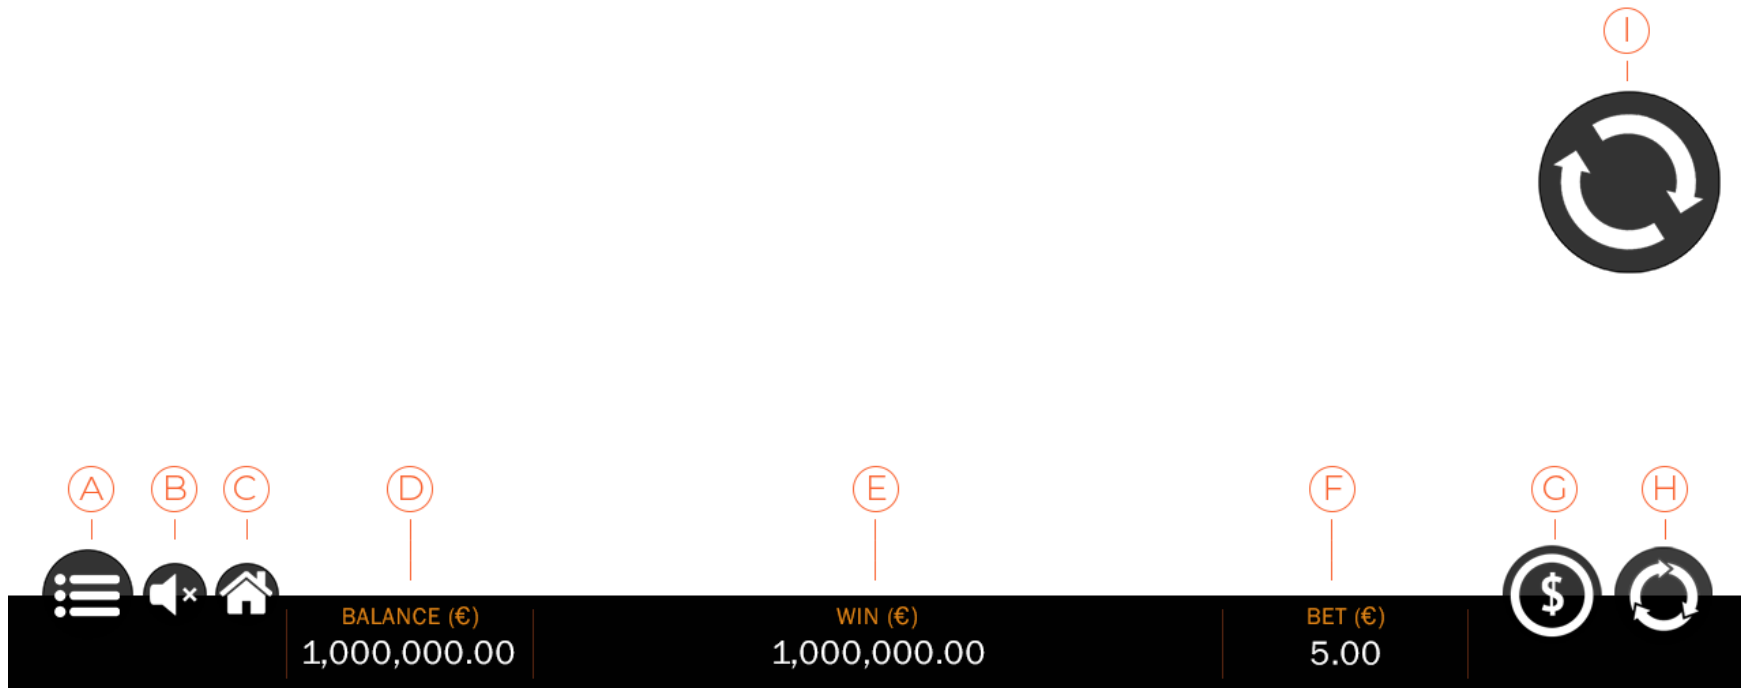 I
A B C D E F G H
$
BALANCE (€) WIN (€) BET (€)
1,000,000.00 1,000,000.00 5.00